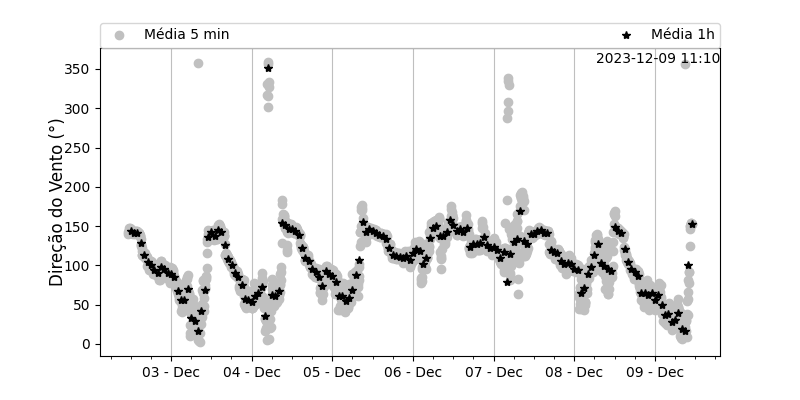 Média 5 min
Média 1h
2023-12-09 11:10
Direção do Vento (°)
350
300
250
200
150
100
50
0
03 - Dec
04 - Dec
05 - Dec
06 - Dec
07 - Dec
08 - Dec
09 - Dec